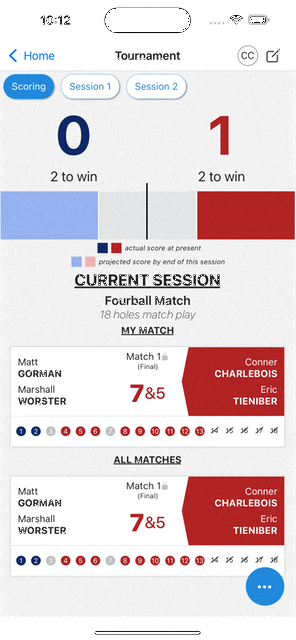 10:12
Home
Tournament
CC
Scoring
Session 1
Session 2
0
1
2 to win
2 to win
actual score at present
projected score by end of this session
CURRENT SESSION
Fourball Match
18 holes match play
MY MATCH
Matt
GORMAN
Marshall
WORSTER
Match 1
(Final)
7&5
Conner
CHARLEBOIS
Eric
TIENIBER
1 2 3 4 5 6 7 8 9 10 11 12 13 14 15 16 17 18
ALL MATCHES
Matt
GORMAN
Marshall
WORSTER
Match 1
(Final)
7&5
Conner
CHARLEBOIS
Eric
TIENIBER
1 2 3 4 5 6 7 8 9 10 11 12 13 14 15 16 17 18